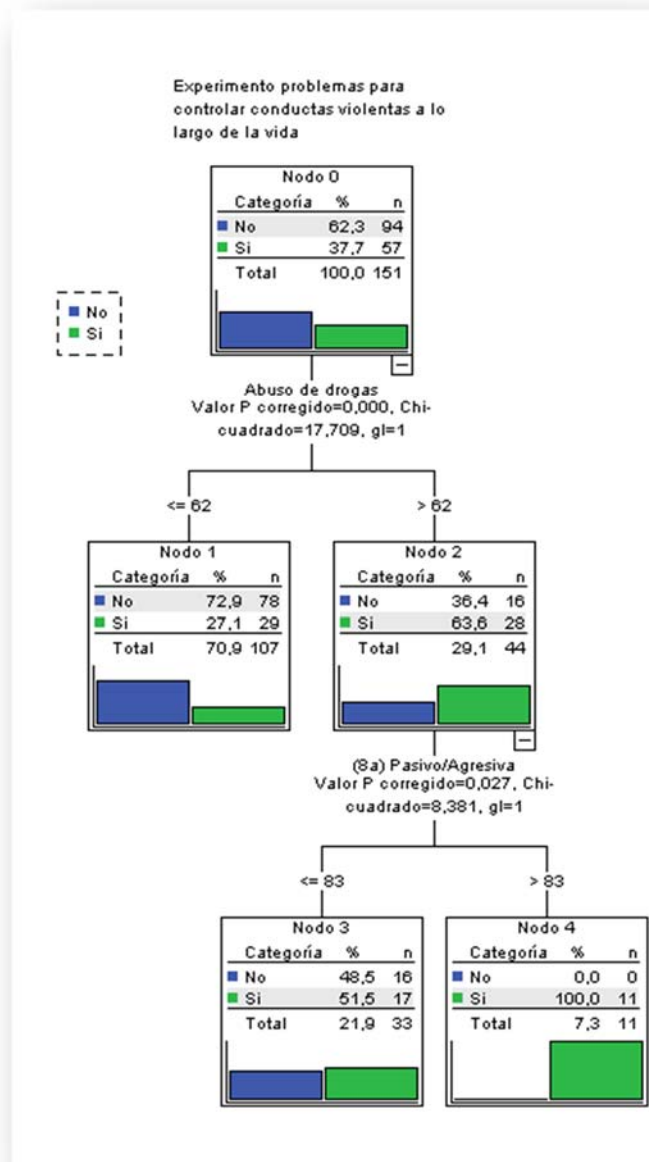 Experimento problemas para
controlar conductas violentas a lo
largo de la vida
Nodo 0
Categoría % n
No 62,3 94
Si 37,7 57
Total 100,0 151
No
Si
Abuso de drogas
Valor P corregido=0,000, Chi-
cuadrado=17,709, gl=1
<= 62
> 62
Nodo 1
Categoría % n
No 72,9 78
Si 27,1 29
Total 70,9 107
Nodo 2
Categoría % n
No 36,4 16
Si 63,6 28
Total 29,1 44
(8a) Pasivo/Agresiva
Valor P corregido=0,027, Chi-
cuadrado=8,381, gl=1
<= 83
> 83
Nodo 3
Categoría % n
No 48,5 16
Si 51,5 17
Total 21,9 33
Nodo 4
Categoría % n
No 0,0 0
Si 100,0 11
Total 7,3 11